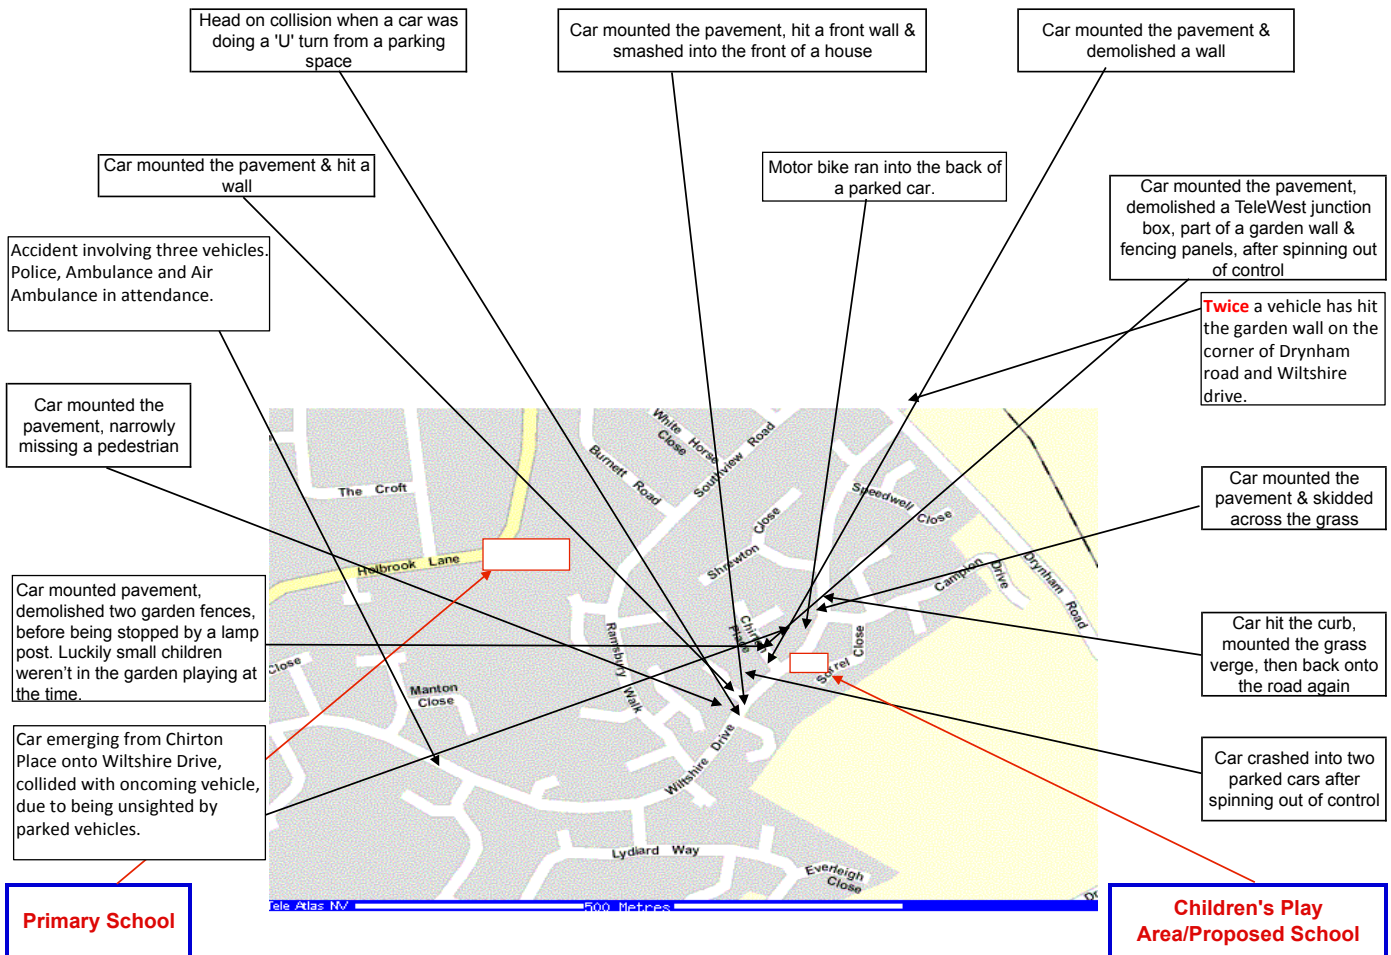 Head on collision when a car was
doing a 'U' turn from a parking
space
Car mounted the pavement, hit a front wall &
smashed into the front of a house
Car mounted the pavement &
demolished a wall
Car mounted the pavement & hit a
wall
Motor bike ran into the back of
a parked car.
Car mounted the pavement,
demolished a TeleWest junction
box, part of a garden wall &
fencing panels, after spinning out
of control
Accident involving three vehicles.
Police, Ambulance and Air
Ambulance in attendance.
Twice a vehicle has hit
the garden wall on the
corner of Drynham
road and Wiltshire
drive.
Car mounted the
pavement, narrowly
missing a pedestrian
Car mounted the
pavement & skidded
across the grass
Car mounted pavement,
demolished two garden fences,
before being stopped by a lamp
post. Luckily small children
weren't in the garden playing at
the time.
Car hit the curb,
mounted the grass
verge, then back onto
the road again
Car emerging from Chirton
Place onto Wiltshire Drive,
collided with oncoming vehicle,
due to being unsighted by
parked vehicles.
Car crashed into two
parked cars after
spinning out of control
White Horse
Close
Burnett Road
Southview Road
The Croft
Speedwell Close
Shrewton Close
Holbrook Lane
Campion
Drive
Drynham Road
Chirton
Place
Ramsbury Walk
Sorrel Close
Close
Manton
Close
Wiltshire Drive
Lydiard Way
Everleigh
Close
Dr
Tele Atlas NV
500 Metres
Primary School
Children's Play
Area/Proposed School